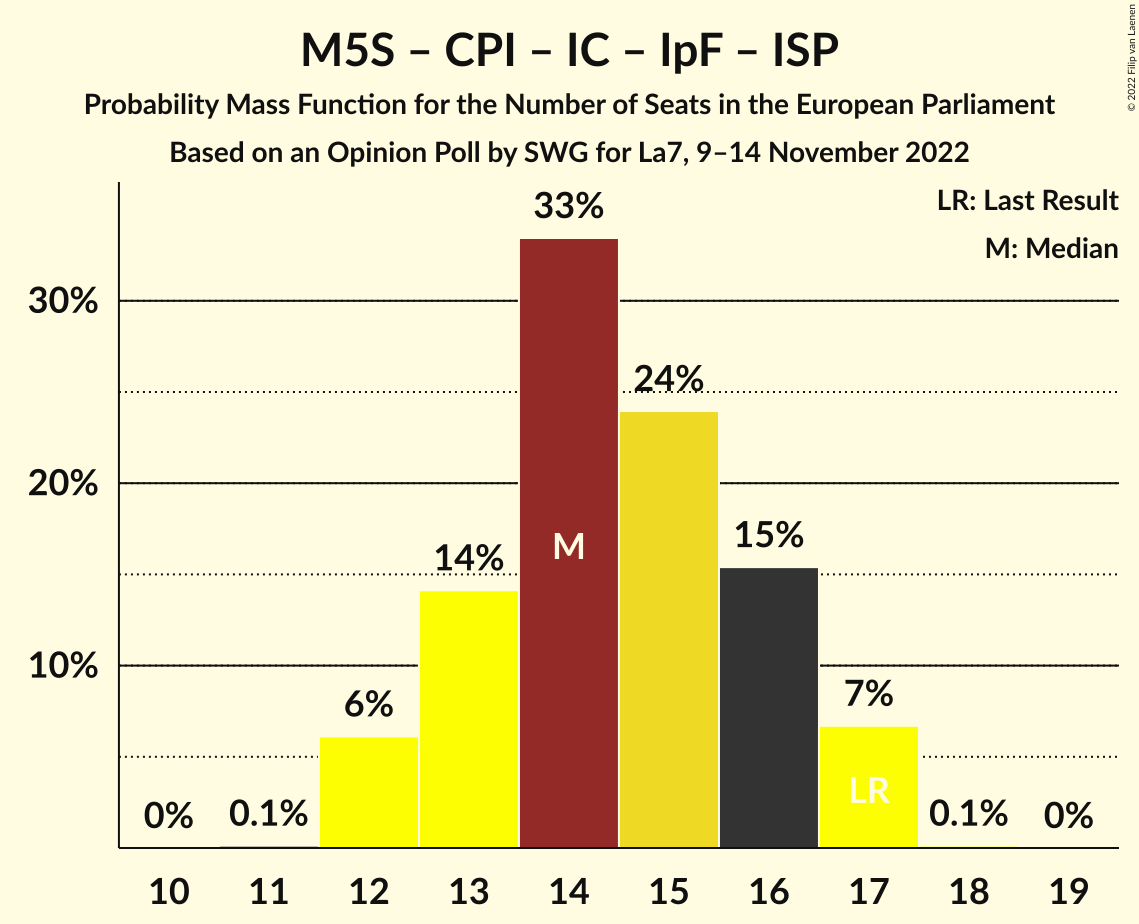 M5S – CPI – IC – IpF – ISP
Probability Mass Function for the Number of Seats in the European Parliament
Based on an Opinion Poll by SWG for La7, 9–14 November 2022
© 2022 Filip van Laenen
LR: Last Result
M: Median
33%
30%
24%
20%
15%
14%
M
10%
7%
6%
LR
0%
0.1%
0.1%
0%
10 11 12 13 14 15 16 17 18 19